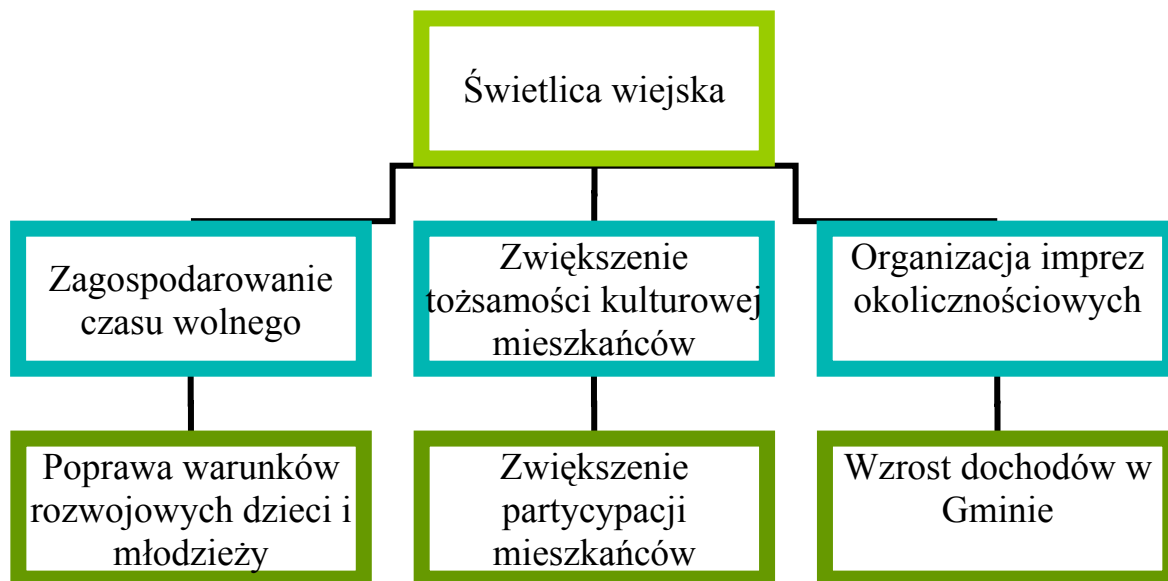 Świetlica wiejska
Zagospodarowanie
czasu wolnego
Zwiększenie
tożsamości kulturowej
mieszkańców
Organizacja imprez
okolicznościowych
Poprawa warunków
rozwojowych dzieci i
młodzieży
Zwiększenie
partycypacji
mieszkańców
Wzrost dochodów w
Gminie